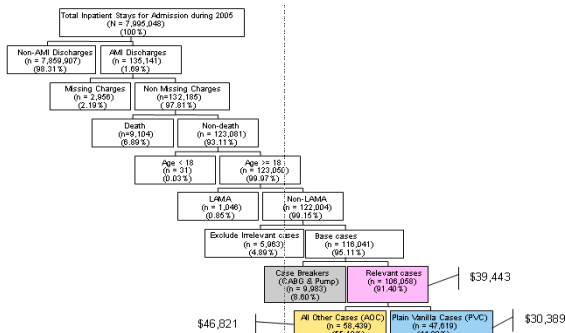 Total Inpatient Stays for Admission during 2005
(N = 7,995,048)
(100%)
Non-AMI Discharges
(n = 7,859,907)
(98.31%)
AMI Discharges
(n = 135,141)
(1.69%)
Missing Charges
(n = 2,956)
(2.19%)
Non Missing Charges
(n=132,185)
(97.81%)
Death
(n=9,104)
(6.89%)
Non-death
(n = 123,081)
(93.11%)
Age < 18
(n = 31)
(0.03%)
Age >= 18
(n = 123,050)
(99.97%)
LAMA
(n = 1,046)
(0.85%)
Non-LAMA
(n = 122,004)
(99.15%)
Exclude Irrelevant cases
(n = 5,963)
(4.89%)
Base cases
(n = 116,041)
(95.11%)
Case Breakers
(CABG & Pump)
(n = 9,983)
(8.60%)
Relevant cases
(n = 106,058)
(91.40%)
$39,443
$46,821
All Other Cases (AOC)
(n = 58,439)
Plain Vanilla Cases (PVC)
(n = 47,619)
$30,389